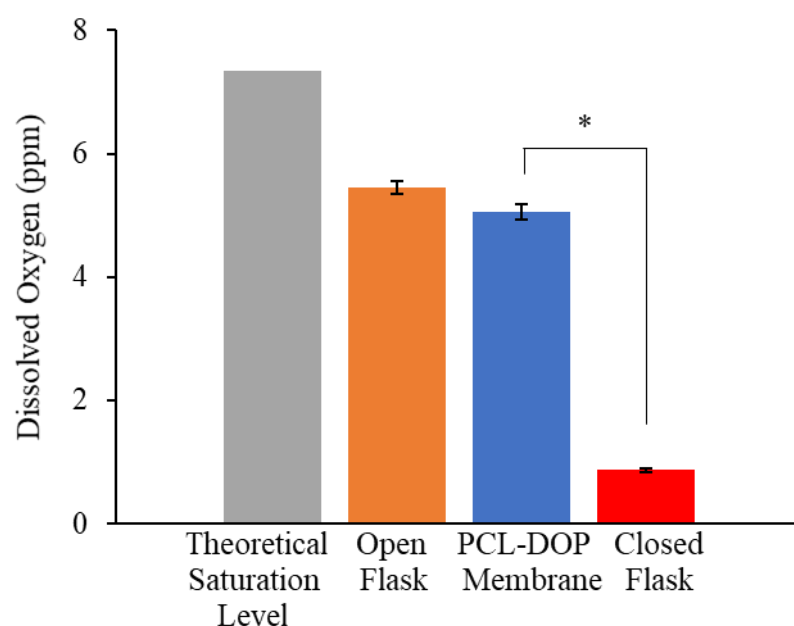 Dissolved Oxygen (ppm)
8
6
4
2
0
*
Theoretical
Saturation
Level
Open
Flask
PCL-DOP
Membrane
Closed
Flask